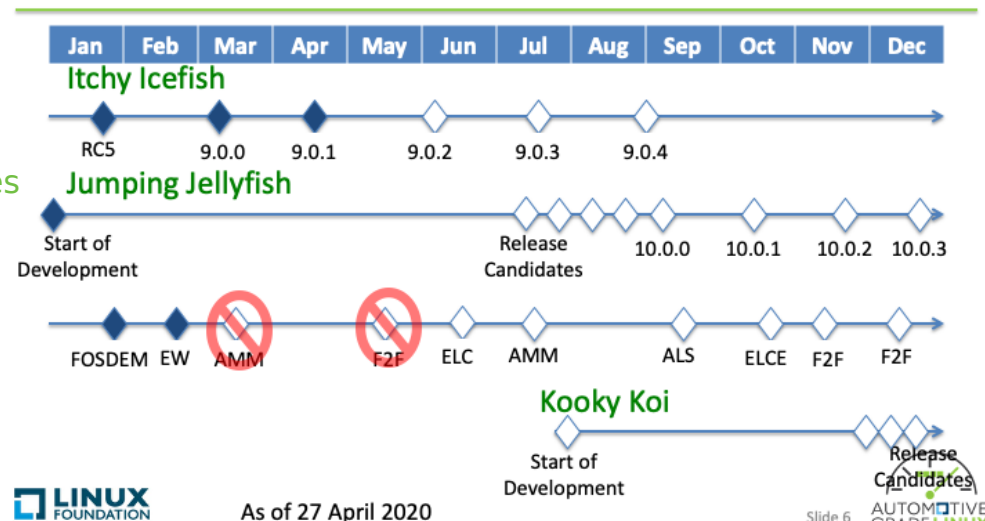 Jan Feb Mar Apr May Jun Jul Aug Sep Oct Nov Dec
Itchy Icefish
RC5 9.0.0 9.0.1 9.0.2 9.0.3 9.0.4
es Jumping Jellyfish
Start of Development
Release Candidates
10.0.0 10.0.1 10.0.2 10.0.3
FOSDEM EW AMM F2F ELC AMM ALS ELCE F2F F2F
Kooky Koi
Start of Development
Release Candidates
LINUX FOUNDATION
As of 27 April 2020
Slide 6
AUTOMOTIVE
GRADE LINUX